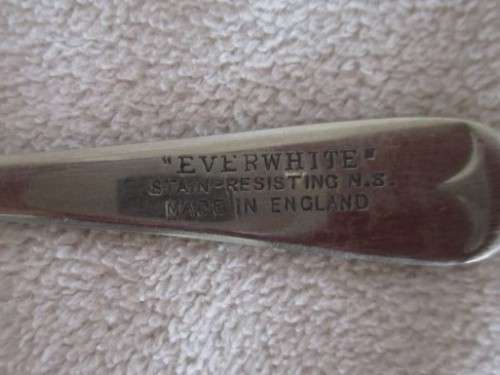 "EVERWHITE"
STAIN-RESISTING N.S.
MADE IN ENGLAND